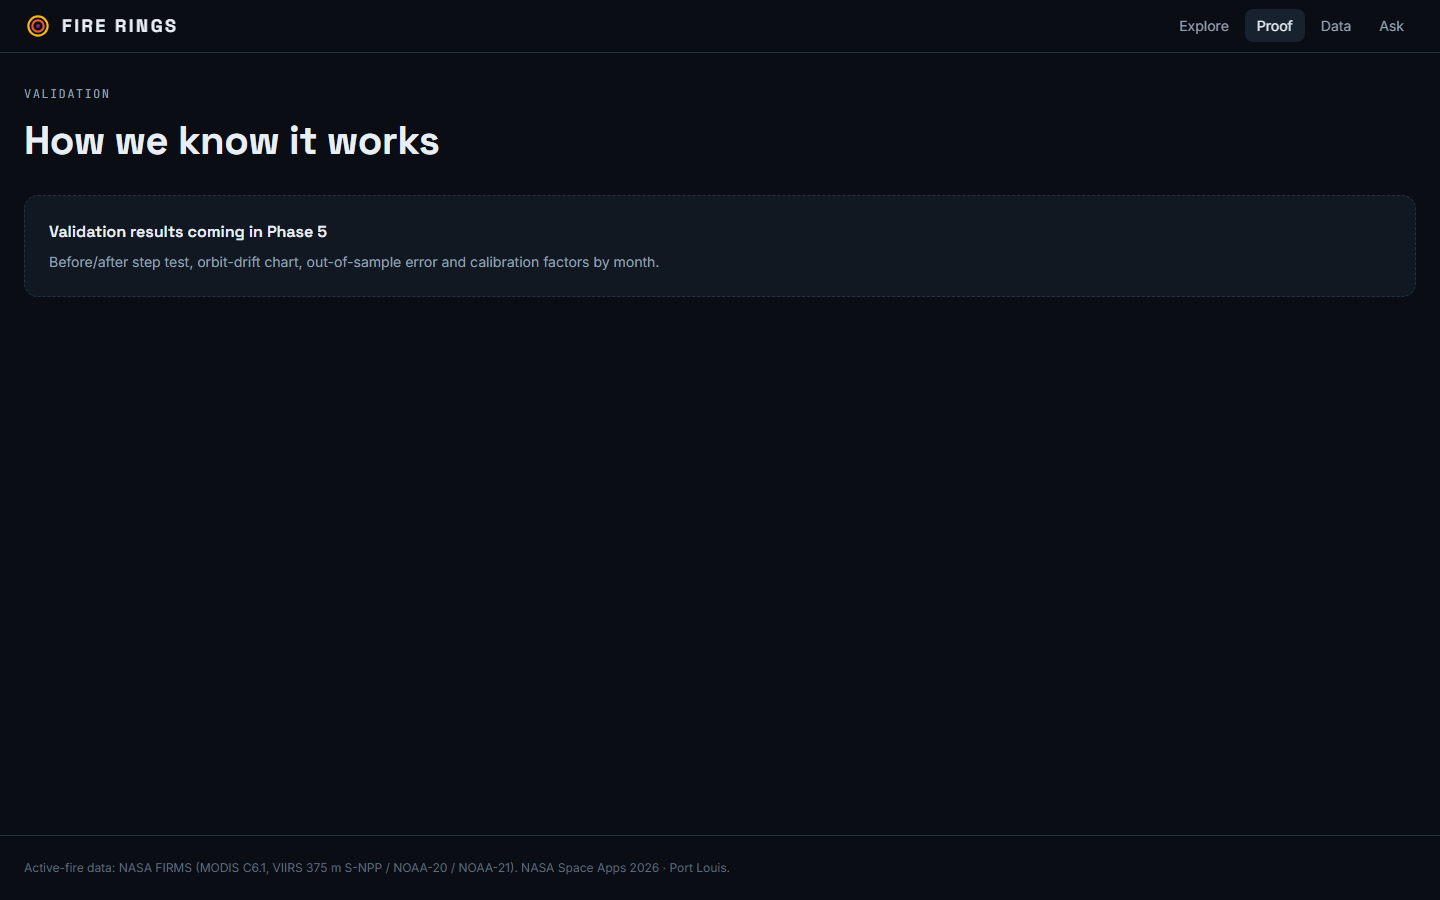 FIRE RINGS
Explore Proof Data Ask
VALIDATION
How we know it works
Validation results coming in Phase 5
Before/after step test, orbit-drift chart, out-of-sample error and calibration factors by month.
Active-fire data: NASA FIRMS (MODIS C6.1, VIIRS 375 m S-NPP / NOAA-20 / NOAA-21). NASA Space Apps 2026 · Port Louis.